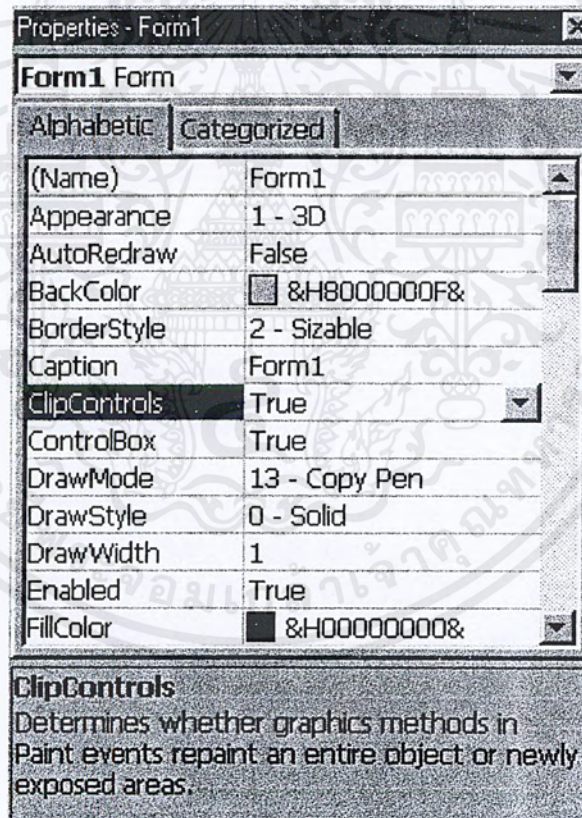 Properties - Form1
Form1 Form
Alphabetic Categorized
(Name) Form1
Appearance 1 - 3D
AutoRedraw False
BackColor &H8000000F&
BorderStyle 2 - Sizable
Caption Form1
ClipControls True
ControlBox True
DrawMode 13 - Copy Pen
DrawStyle 0 - Solid
DrawWidth 1
Enabled True
FillColor &H00000000&
ClipControls
Determines whether graphics methods in
Paint events repaint an entire object or newly
exposed areas.